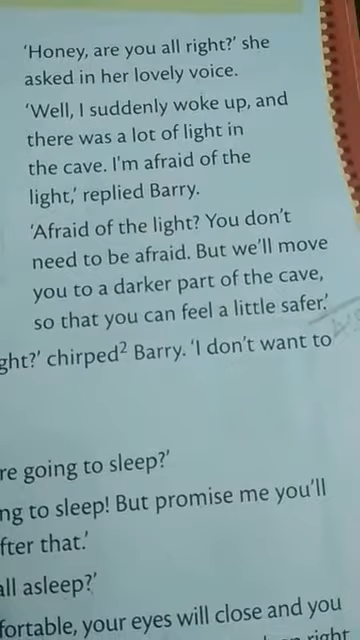 ‘Honey, are you all right?’ she
asked in her lovely voice.
‘Well, I suddenly woke up, and
there was a lot of light in
the cave. I'm afraid of the
light,’ replied Barry.
‘Afraid of the light? You don’t
need to be afraid. But we’ll move
you to a darker part of the cave,
so that you can feel a little safer.’
ght?’ chirped² Barry. ‘I don’t want to
re going to sleep?’
ng to sleep! But promise me you’ll
fter that.’
all asleep?’
fortable, your eyes will close and you
right